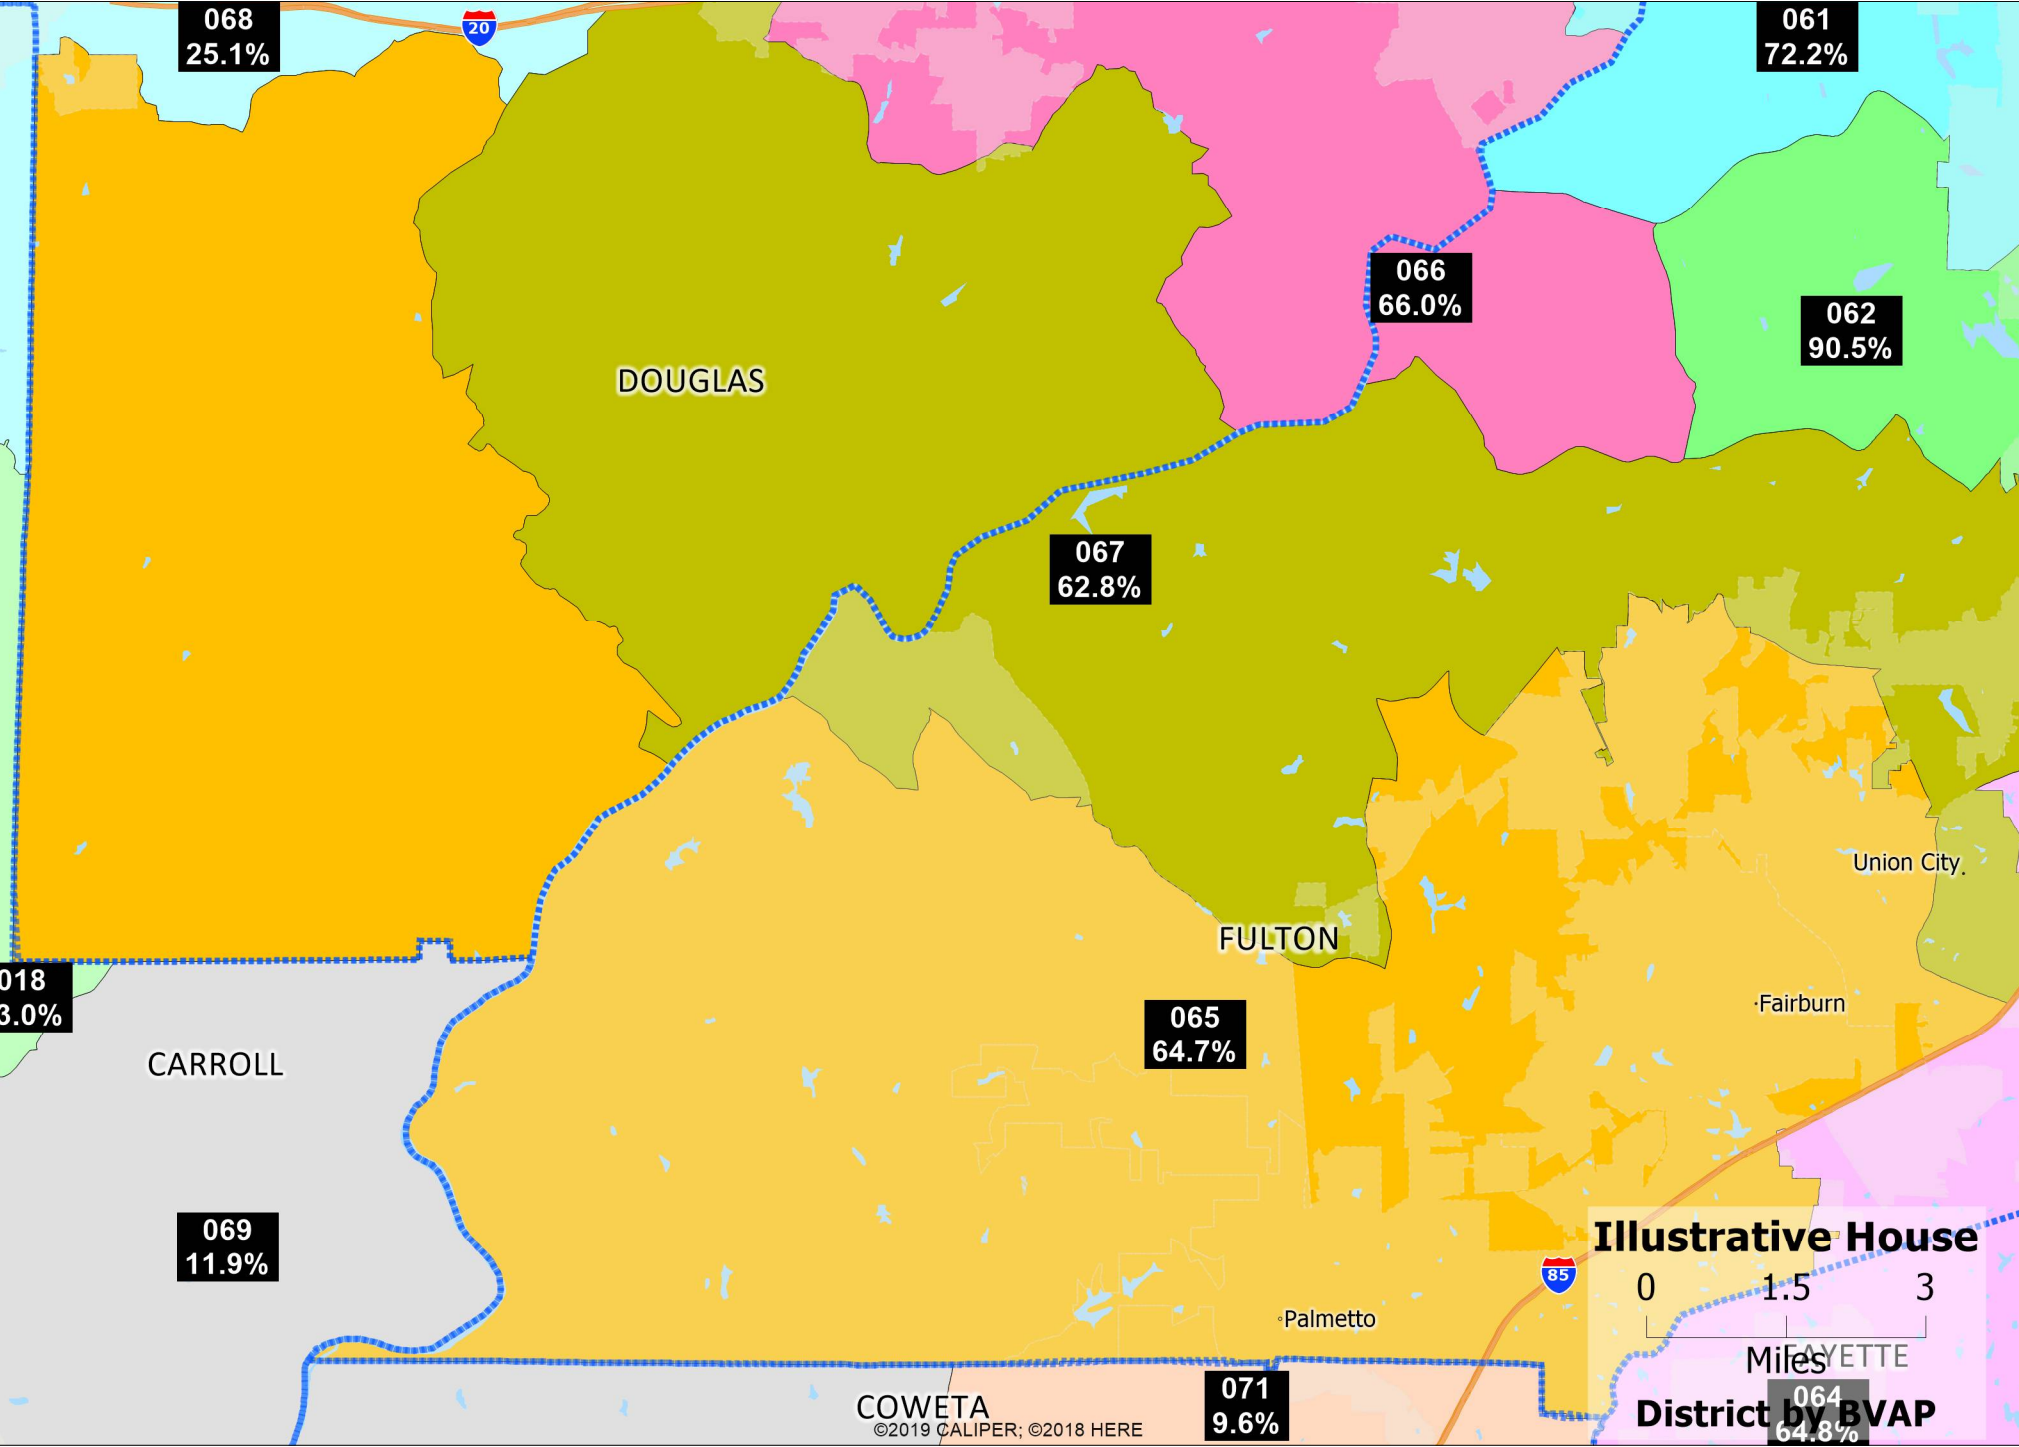 068
25.1%
20
061
72.2%
066
66.0%
062
90.5%
DOUGLAS
067
62.8%
Union City
FULTON
018
3.0%
065
64.7%
Fairburn
CARROLL
069
11.9%
85
Palmetto
Illustrative House
0 1.5 3
Miles
FAYETTE
064
64.8%
District by BVAP
071
9.6%
COWETA
©2019 CALIPER; ©2018 HERE